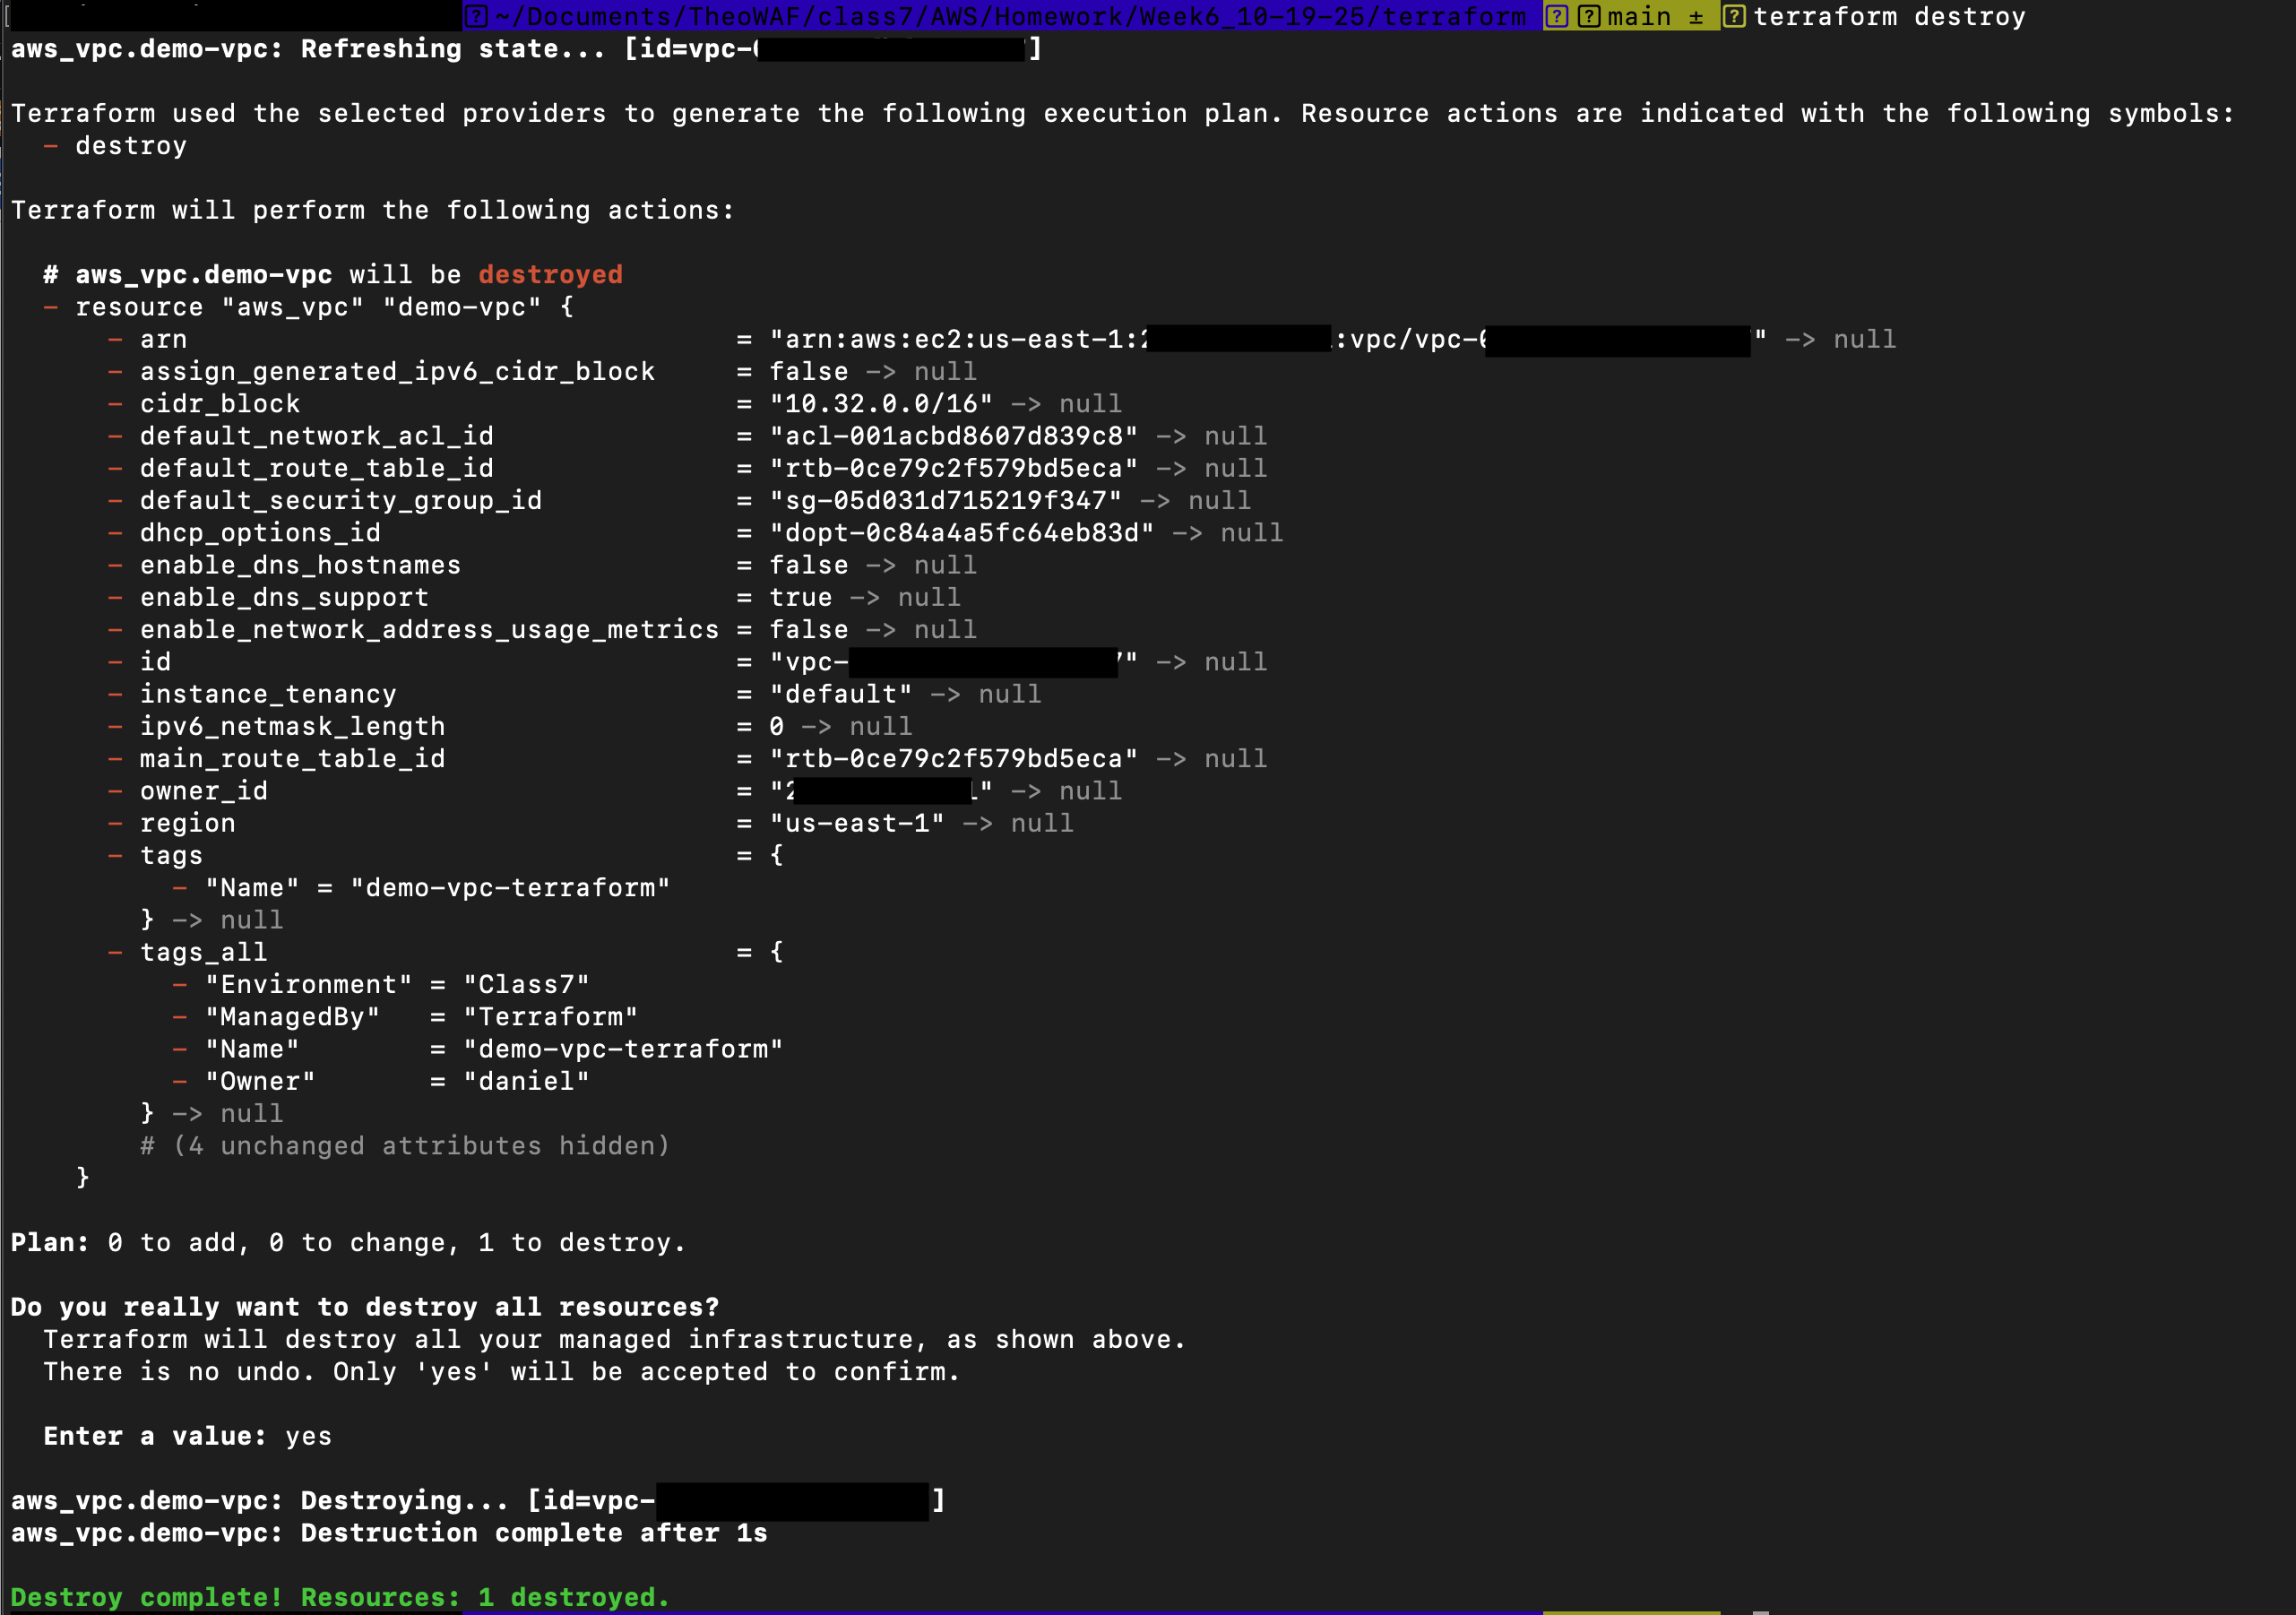 ~/Documents/TheoWAF/class7/AWS/Homework/Week6_10-19-25/terraform main ± terraform destroy
aws_vpc.demo-vpc: Refreshing state... [id=vpc-0]

Terraform used the selected providers to generate the following execution plan. Resource actions are indicated with the following symbols:
  - destroy

Terraform will perform the following actions:

  # aws_vpc.demo-vpc will be destroyed
  - resource "aws_vpc" "demo-vpc" {
      - arn                                  = "arn:aws:ec2:us-east-1:2:vpc/vpc-0" -> null
      - assign_generated_ipv6_cidr_block     = false -> null
      - cidr_block                           = "10.32.0.0/16" -> null
      - default_network_acl_id               = "acl-001acbd8607d839c8" -> null
      - default_route_table_id               = "rtb-0ce79c2f579bd5eca" -> null
      - default_security_group_id            = "sg-05d031d715219f347" -> null
      - dhcp_options_id                      = "dopt-0c84a4a5fc64eb83d" -> null
      - enable_dns_hostnames                 = false -> null
      - enable_dns_support                   = true -> null
      - enable_network_address_usage_metrics = false -> null
      - id                                   = "vpc-" -> null
      - instance_tenancy                     = "default" -> null
      - ipv6_netmask_length                  = 0 -> null
      - main_route_table_id                  = "rtb-0ce79c2f579bd5eca" -> null
      - owner_id                             = "2 1" -> null
      - region                               = "us-east-1" -> null
      - tags                                 = {
          - "Name" = "demo-vpc-terraform"
        } -> null
      - tags_all                             = {
          - "Environment" = "Class7"
          - "ManagedBy"   = "Terraform"
          - "Name"        = "demo-vpc-terraform"
          - "Owner"       = "daniel"
        } -> null
        # (4 unchanged attributes hidden)
    }

Plan: 0 to add, 0 to change, 1 to destroy.

Do you really want to destroy all resources?
  Terraform will destroy all your managed infrastructure, as shown above.
  There is no undo. Only 'yes' will be accepted to confirm.

  Enter a value: yes

aws_vpc.demo-vpc: Destroying... [id=vpc-]
aws_vpc.demo-vpc: Destruction complete after 1s

Destroy complete! Resources: 1 destroyed.